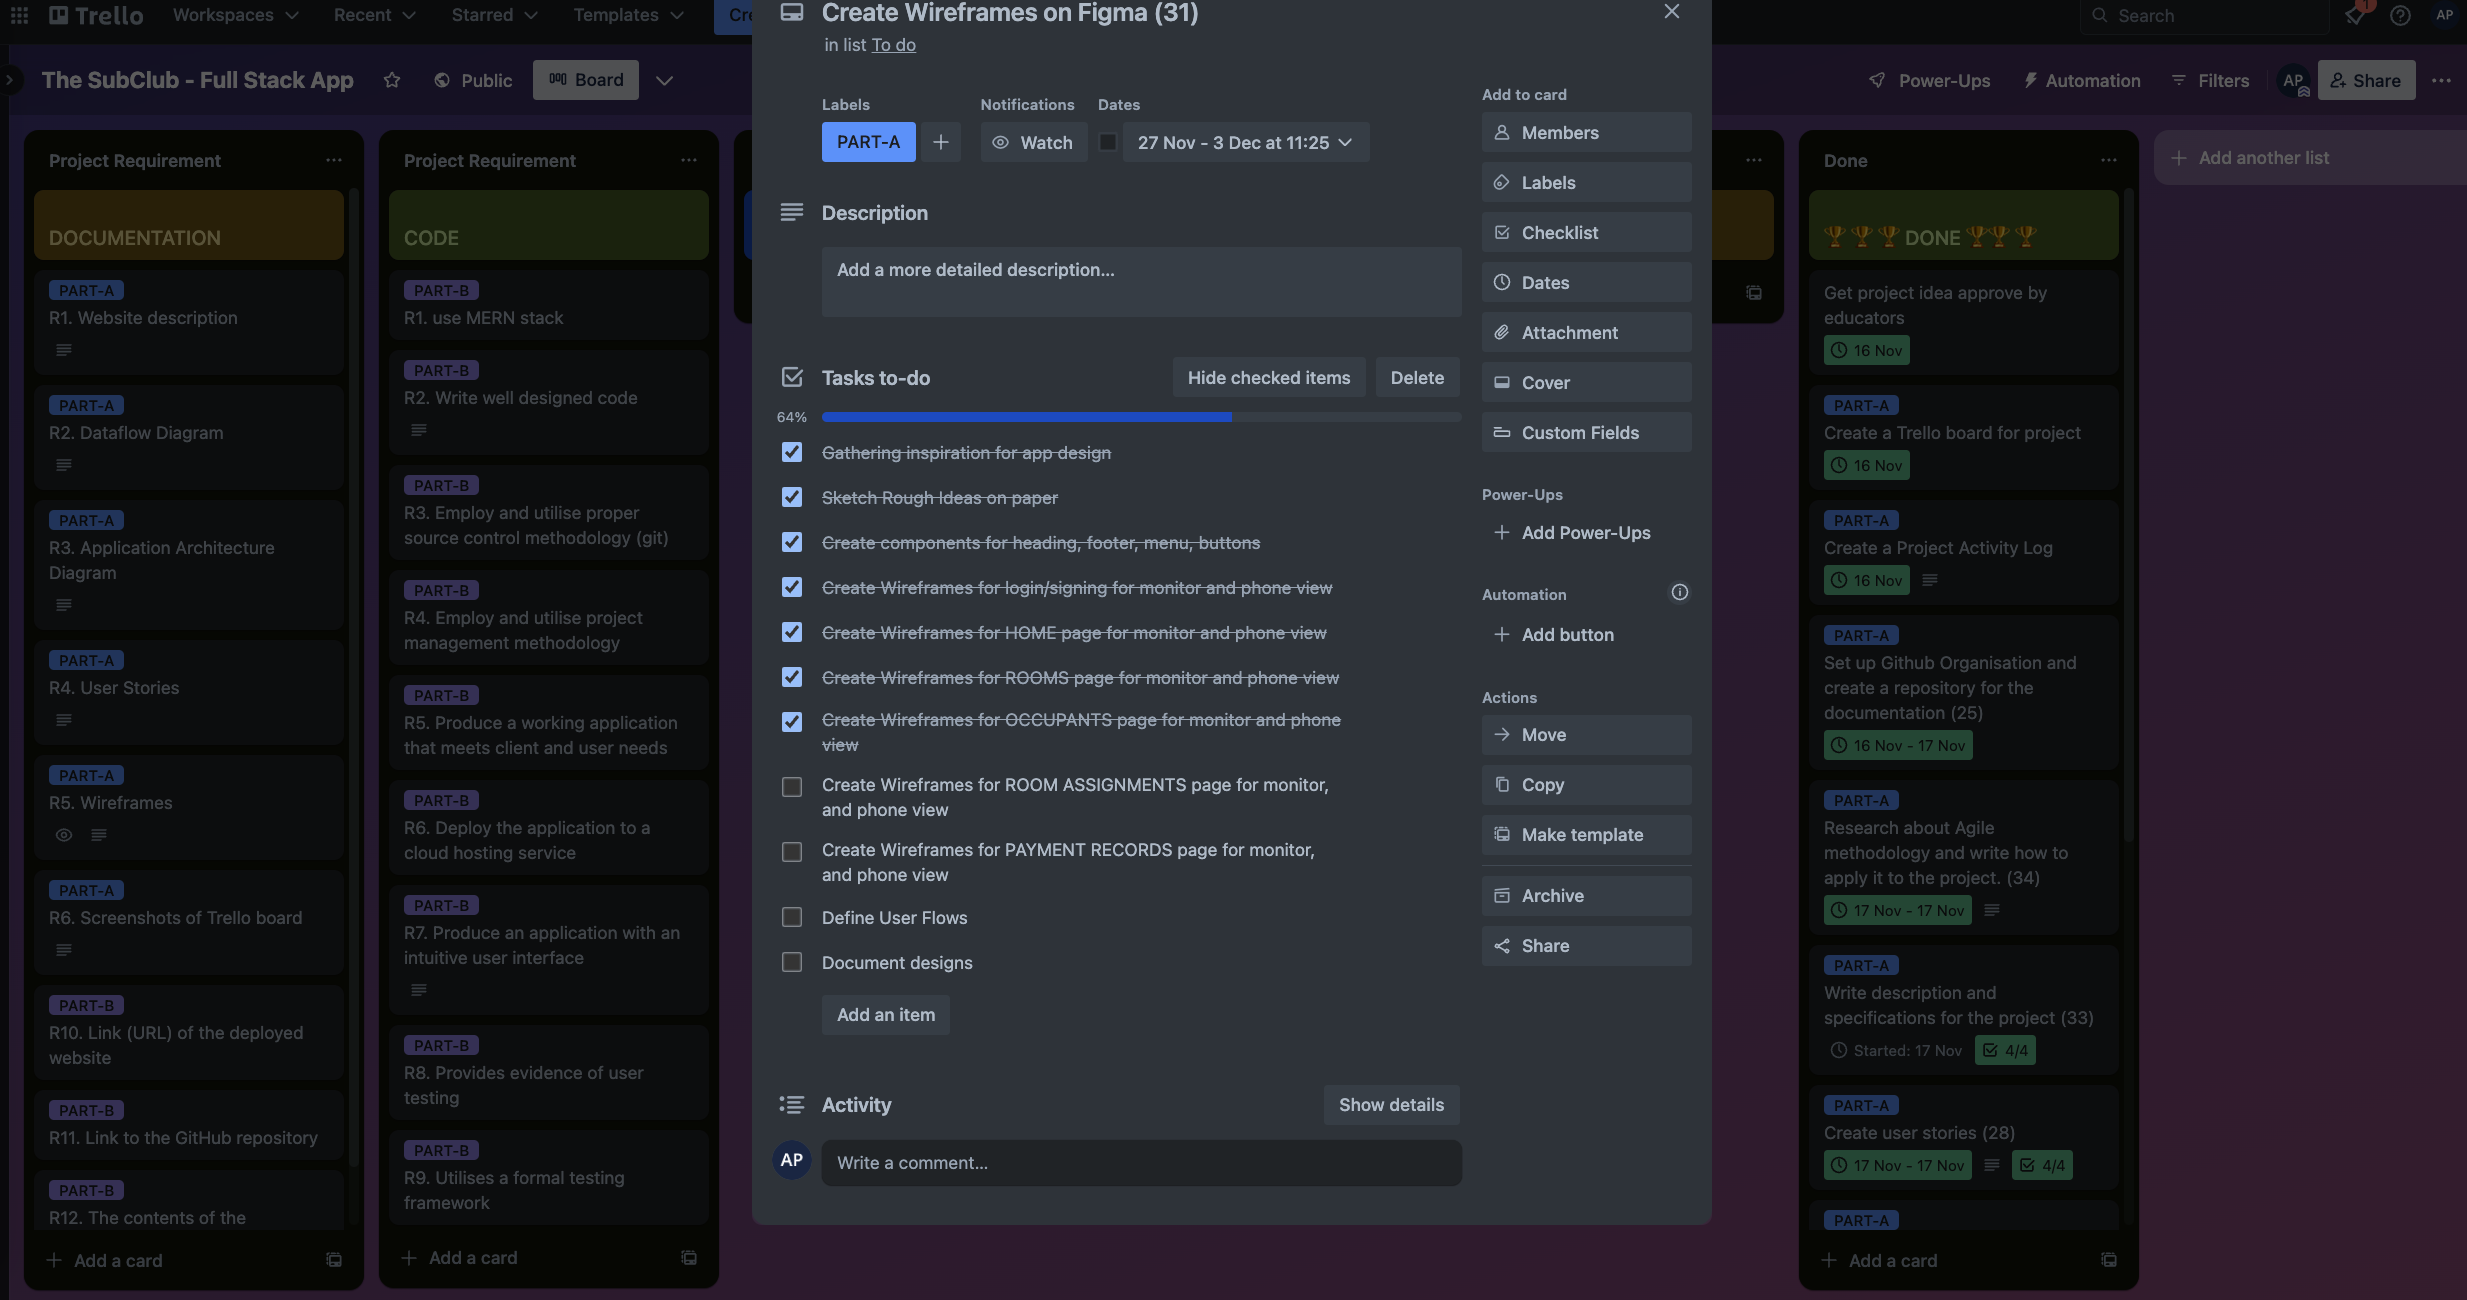 Trello
Workspaces
Recent
Starred
Templates
Cre
Search
1
AP
The SubClub - Full Stack App
Public
Board
Power-Ups
Automation
Filters
AP
Share
Project Requirement
DOCUMENTATION
PART-A
R1. Website description
PART-A
R2. Dataflow Diagram
PART-A
R3. Application Architecture
Diagram
PART-A
R4. User Stories
PART-A
R5. Wireframes
PART-A
R6. Screenshots of Trello board
PART-B
R10. Link (URL) of the deployed
website
PART-B
R11. Link to the GitHub repository
PART-B
R12. The contents of the
Add a card
Project Requirement
CODE
PART-B
R1. use MERN stack
PART-B
R2. Write well designed code
PART-B
R3. Employ and utilise proper
source control methodology (git)
PART-B
R4. Employ and utilise project
management methodology
PART-B
R5. Produce a working application
that meets client and user needs
PART-B
R6. Deploy the application to a
cloud hosting service
PART-B
R7. Produce an application with an
intuitive user interface
PART-B
R8. Provides evidence of user
testing
PART-B
R9. Utilises a formal testing
framework
Add a card
Create Wireframes on Figma (31)
in list To do
Labels
PART-A
Notifications
Watch
Dates
27 Nov - 3 Dec at 11:25
Description
Add a more detailed description...
Tasks to-do
Hide checked items
Delete
64%
Gathering inspiration for app design
Sketch Rough Ideas on paper
Create components for heading, footer, menu, buttons
Create Wireframes for login/signing for monitor and phone view
Create Wireframes for HOME page for monitor and phone view
Create Wireframes for ROOMS page for monitor and phone view
Create Wireframes for OCCUPANTS page for monitor and phone
view
Create Wireframes for ROOM ASSIGNMENTS page for monitor,
and phone view
Create Wireframes for PAYMENT RECORDS page for monitor,
and phone view
Define User Flows
Document designs
Add an item
Activity
Show details
AP
Write a comment...
Add to card
Members
Labels
Checklist
Dates
Attachment
Cover
Custom Fields
Power-Ups
Add Power-Ups
Automation
Add button
Actions
Move
Copy
Make template
Archive
Share
Done
DONE
Get project idea approve by
educators
16 Nov
PART-A
Create a Trello board for project
16 Nov
PART-A
Create a Project Activity Log
16 Nov
PART-A
Set up Github Organisation and
create a repository for the
documentation (25)
16 Nov - 17 Nov
PART-A
Research about Agile
methodology and write how to
apply it to the project. (34)
17 Nov - 17 Nov
PART-A
Write description and
specifications for the project (33)
Started: 17 Nov
4/4
PART-A
Create user stories (28)
17 Nov - 17 Nov
4/4
PART-A
Add a card
Add another list